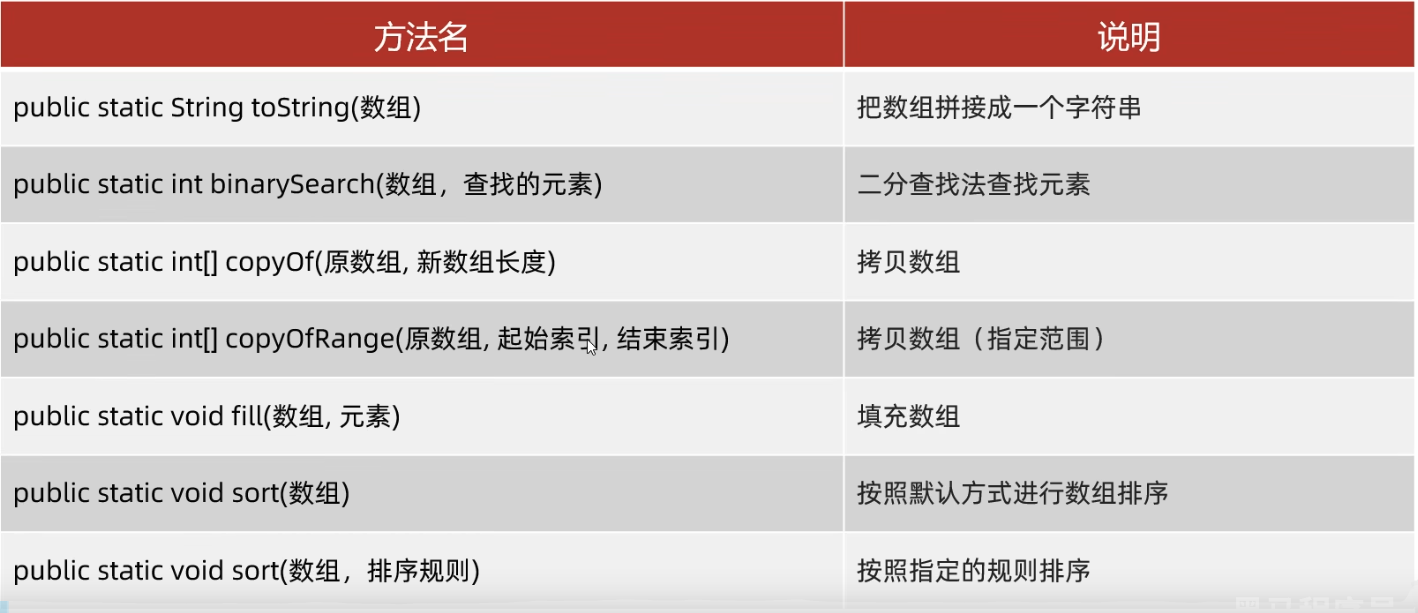 方法名
说明
public static String toString(数组)
把数组拼接成一个字符串
public static int binarySearch(数组，查找的元素)
二分查找法查找元素
public static int[] copyOf(原数组, 新数组长度)
拷贝数组
public static int[] copyOfRange(原数组, 起始索引, 结束索引)
拷贝数组（指定范围）
public static void fill(数组, 元素)
填充数组
public static void sort(数组)
按照默认方式进行数组排序
public static void sort(数组，排序规则)
按照指定的规则排序